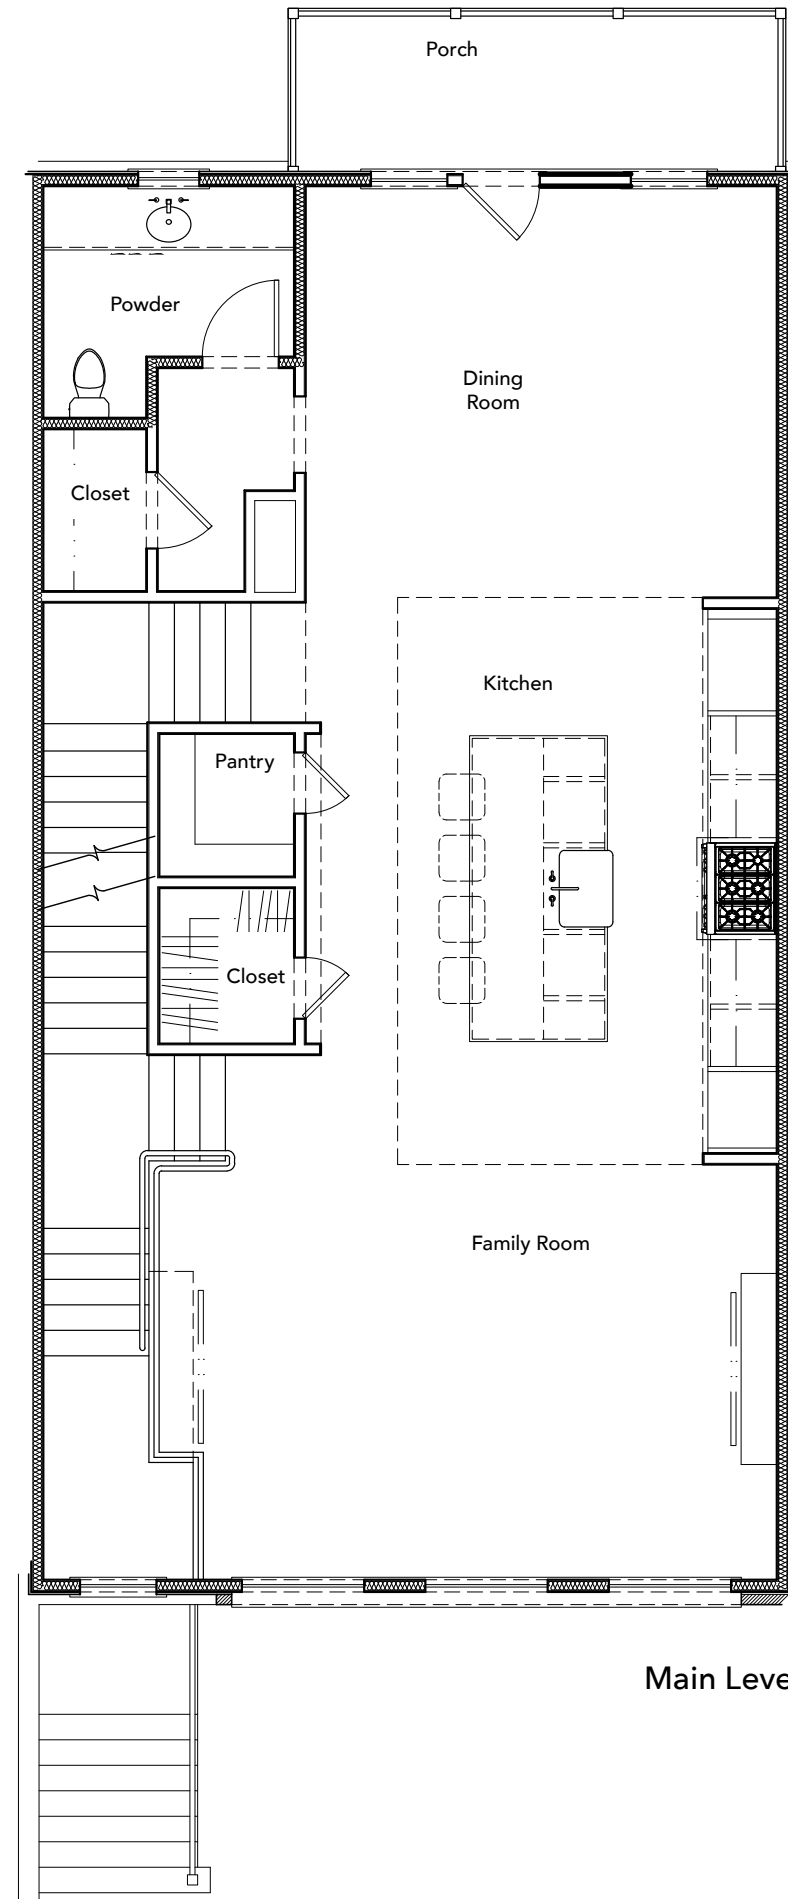 Porch
Powder
Dining
Room
Closet
Kitchen
Pantry
Closet
Family Room
Main Leve